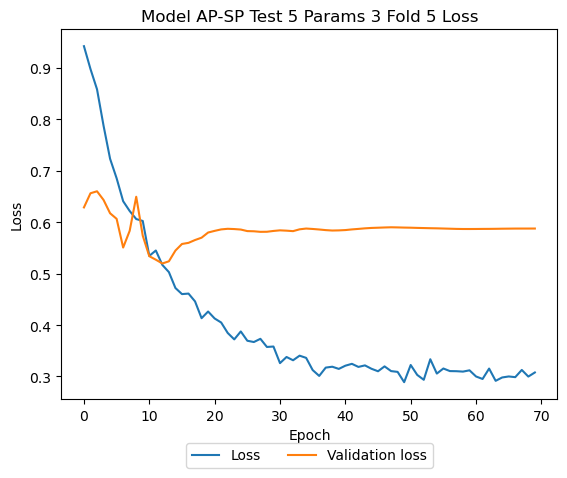 Model AP-SP Test 5 Params 3 Fold 5 Loss
0.9
0.8
0.7
0.6
0.5
0.4
0.3
Loss
0 10 20 30 40 50 60 70
Epoch
Loss Validation loss